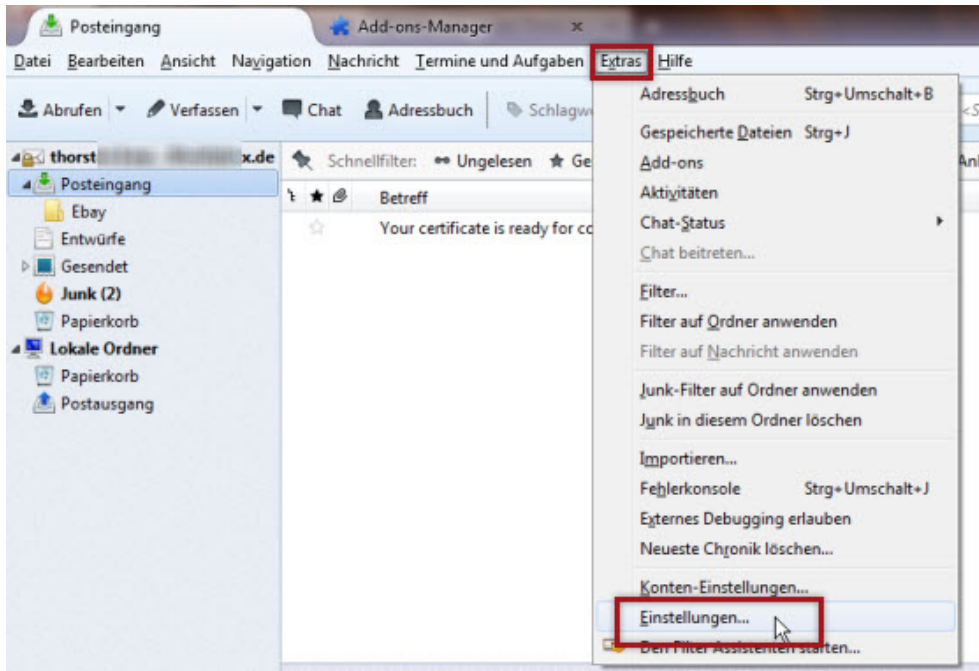 Posteingang Add-ons-Manager
Datei Bearbeiten Ansicht Navigation Nachricht Termine und Aufgaben Extras Hilfe
Abrufen Verfassen Chat Adressbuch Schlagw
thorst x.de
Posteingang
Ebay
Entwürfe
Gesendet
Junk (2)
Papierkorb
Lokale Ordner
Papierkorb
Postausgang
Schnellfilter: Ungelesen Ge
Betreff
Your certificate is ready for co
Adressbuch Strg+Umschalt+B
Gespeicherte Dateien Strg+J
Add-ons
Aktivitäten
Chat-Status
Chat beitreten...
Filter...
Filter auf Ordner anwenden
Filter auf Nachricht anwenden
Junk-Filter auf Ordner anwenden
Junk in diesem Ordner löschen
Importieren...
Fehlerkonsole Strg+Umschalt+J
Externes Debugging erlauben
Neueste Chronik löschen...
Konten-Einstellungen...
Einstellungen...
Den Filter Assistenten starten...